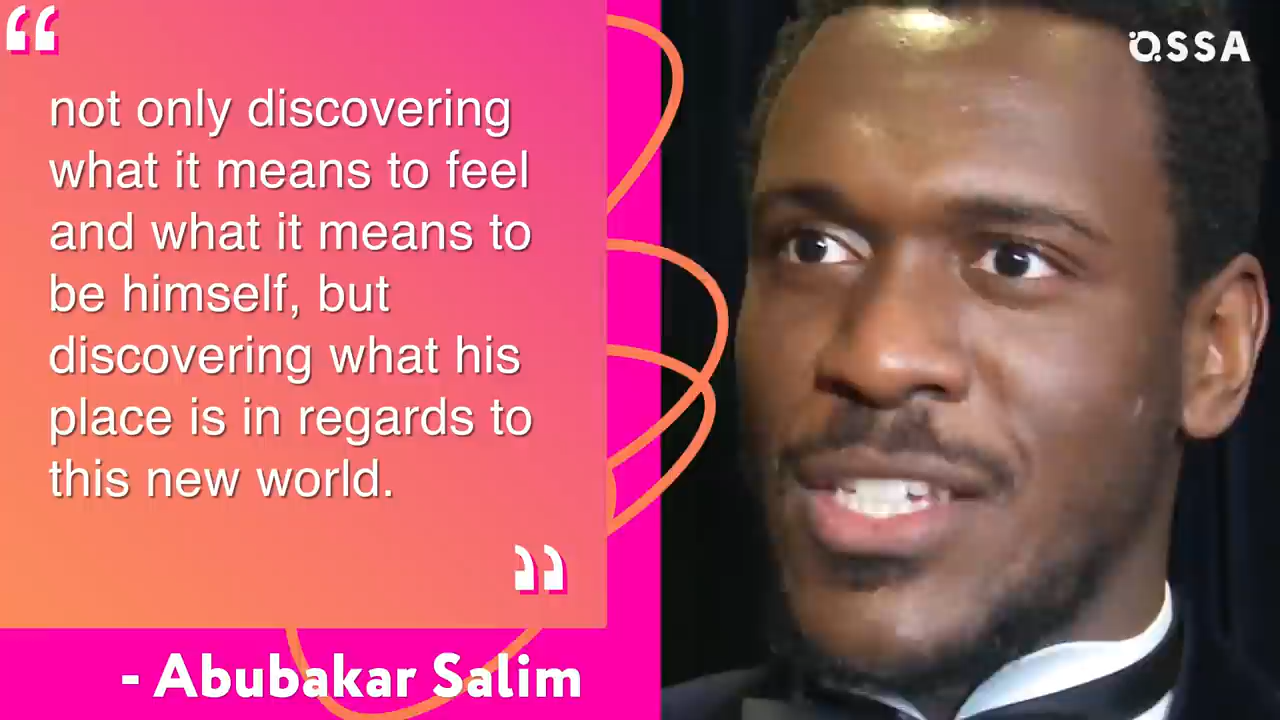 “
not only discovering
what it means to feel
and what it means to
be himself, but
discovering what his
place is in regards to
this new world.
”
- Abubakar Salim
OSSA